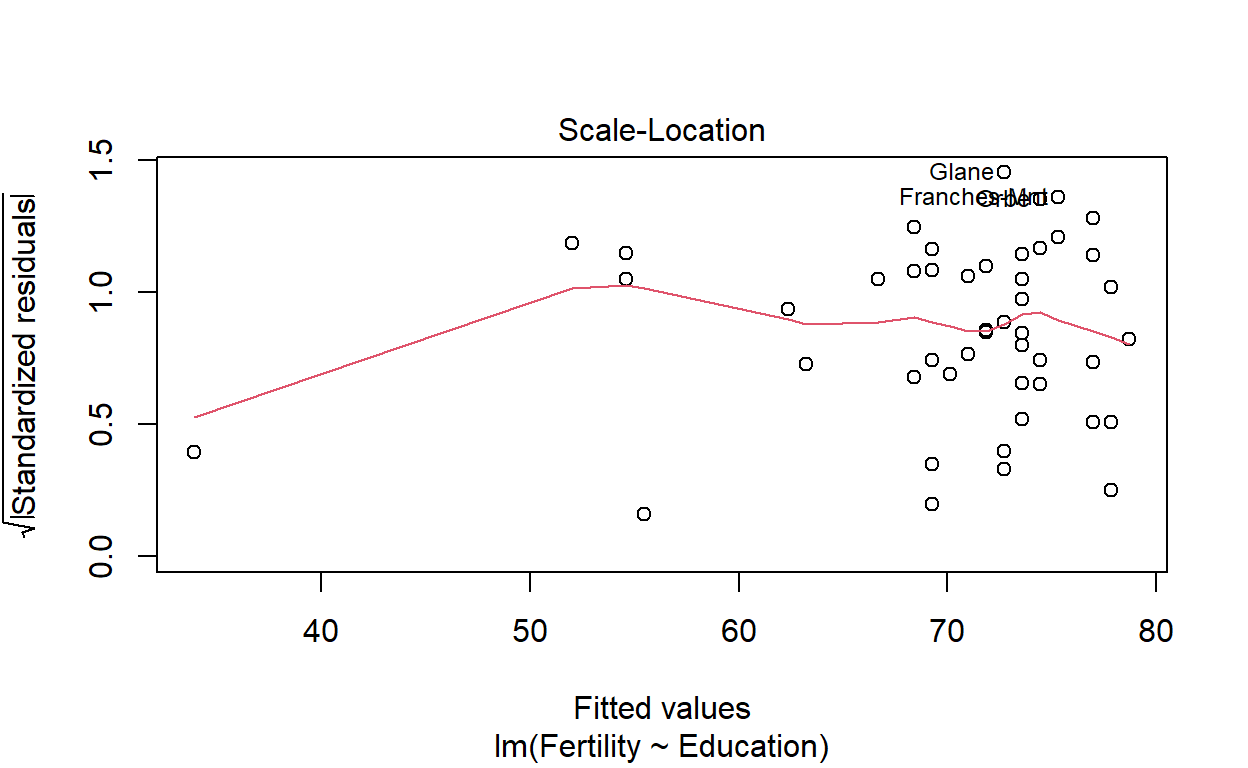 Scale-Location
√|Standardized residuals|
1.5
1.0
0.5
0.0
Glane
Franches-Mnt
Orbe
40 50 60 70 80
Fitted values
lm(Fertility ~ Education)